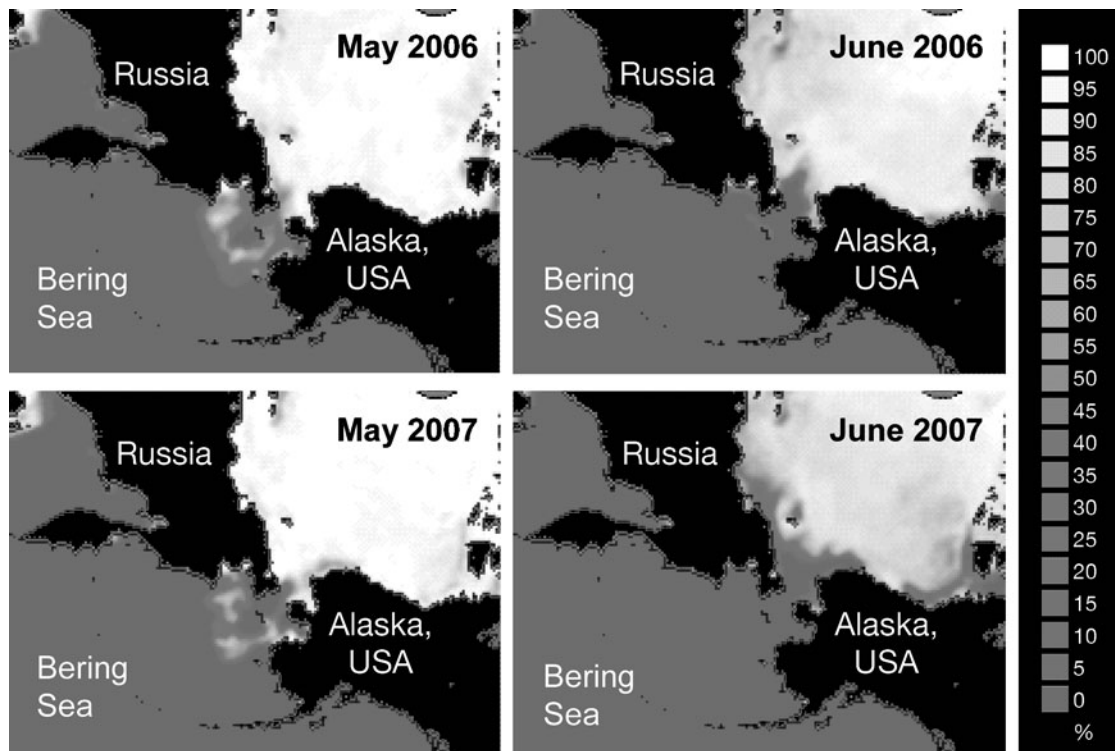 May 2006
Russia
Alaska,
USA
Bering
Sea
June 2006
Russia
Alaska,
USA
Bering
Sea
May 2007
Russia
Alaska,
USA
Bering
Sea
June 2007
Russia
Alaska,
USA
Bering
Sea
100
95
90
85
80
75
70
65
60
55
50
45
40
35
30
25
20
15
10
5
0
%